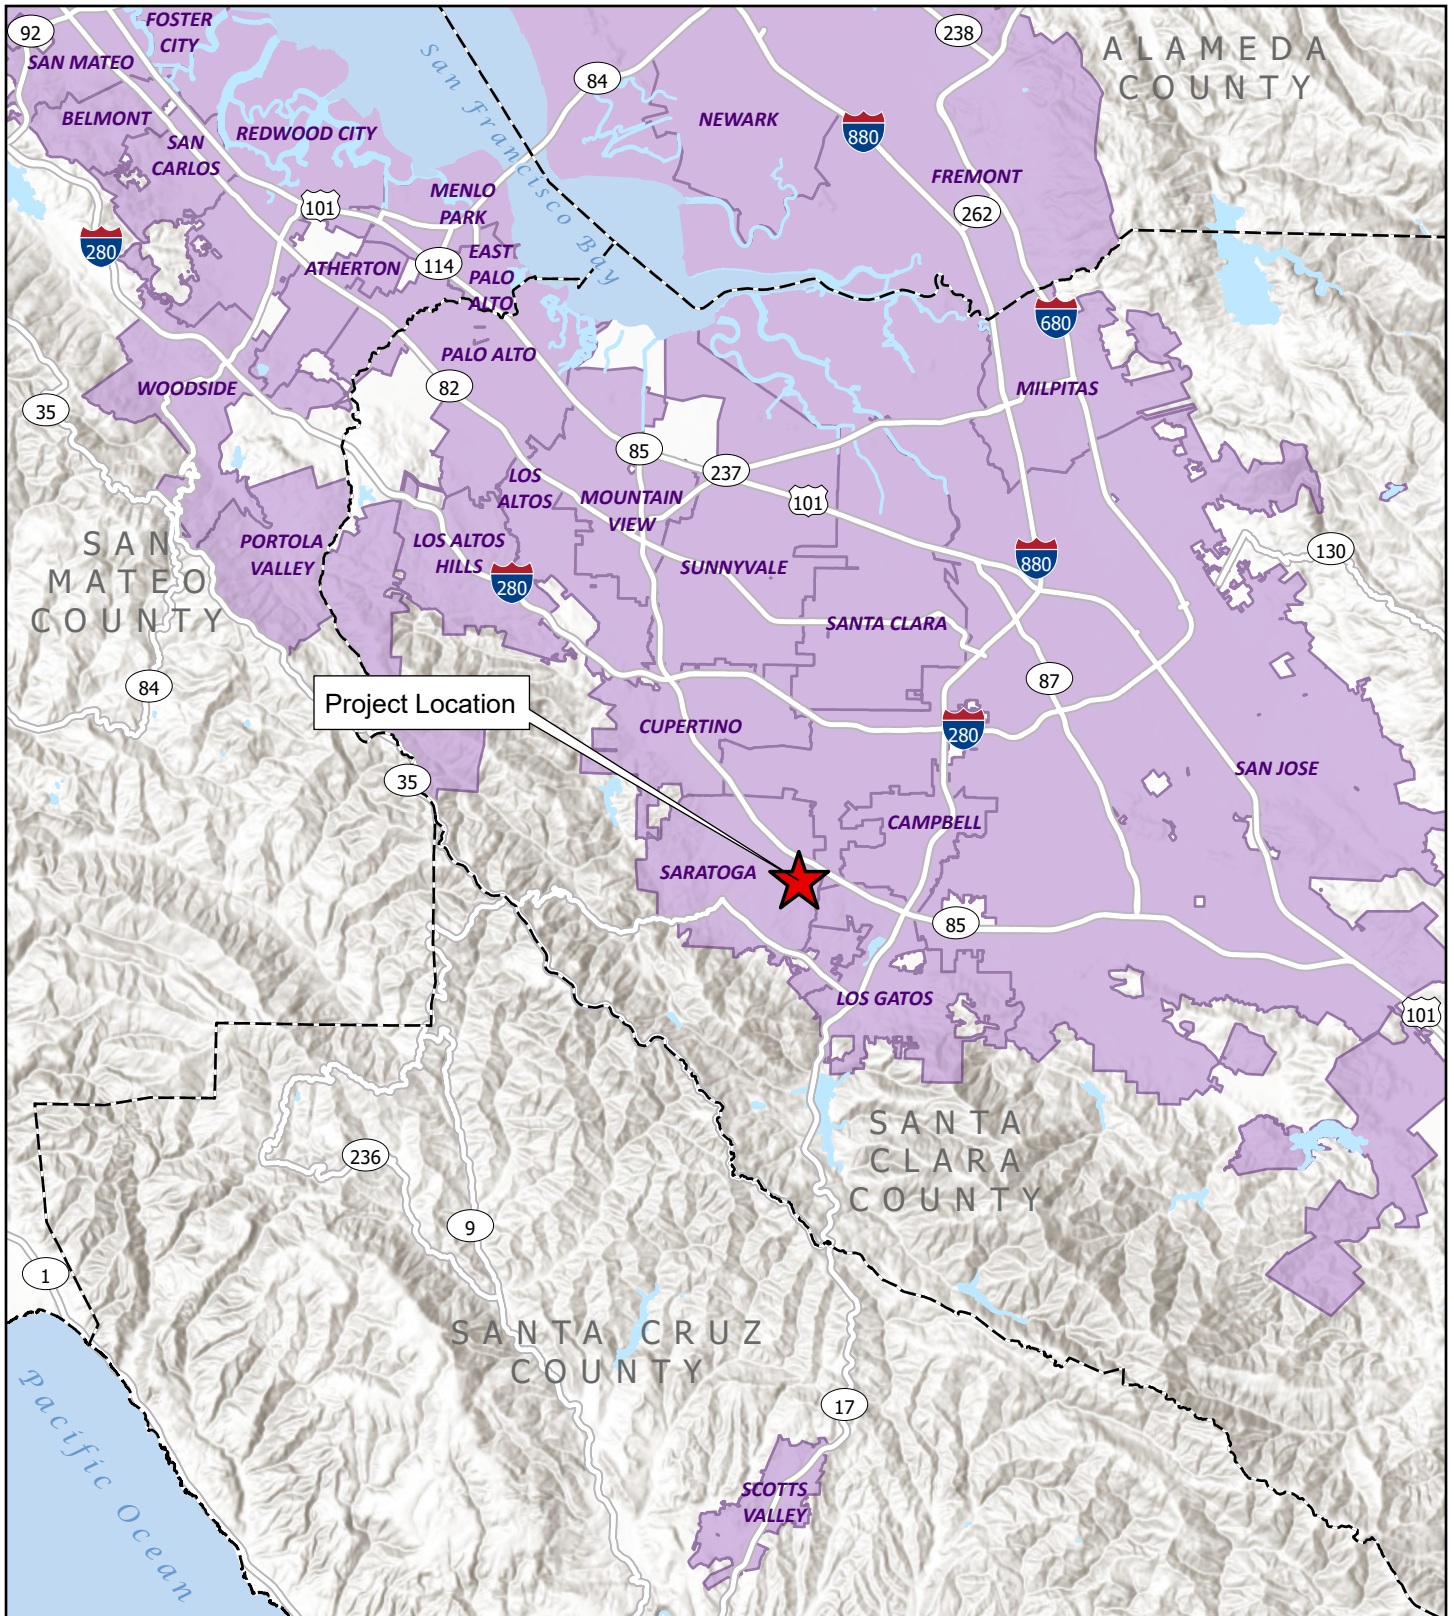 FOSTER
CITY
92
SAN MATEO
238
ALAMEDA
COUNTY
84
San Francisco Bay
BELMONT
SAN
CARLOS
REDWOOD CITY
NEWARK
880
FREMONT
262
MENLO
PARK
101
280
ATHERTON
114
EAST
PALO
ALTO
680
PALO ALTO
82
WOODSIDE
35
MILPITAS
85
237
101
LOS
ALTOS
MOUNTAIN
VIEW
SAN
MATEO
COUNTY
PORTOLA
VALLEY
LOS ALTOS
HILLS
280
SUNNYVALE
880
130
SANTA CLARA
84
87
Project Location
CUPERTINO
280
SAN JOSE
35
CAMPBELL
SARATOGA
85
LOS GATOS
101
SANTA
CLARA
COUNTY
236
9
1
SANTA CRUZ
COUNTY
Pacific Ocean
17
SCOTTS
VALLEY